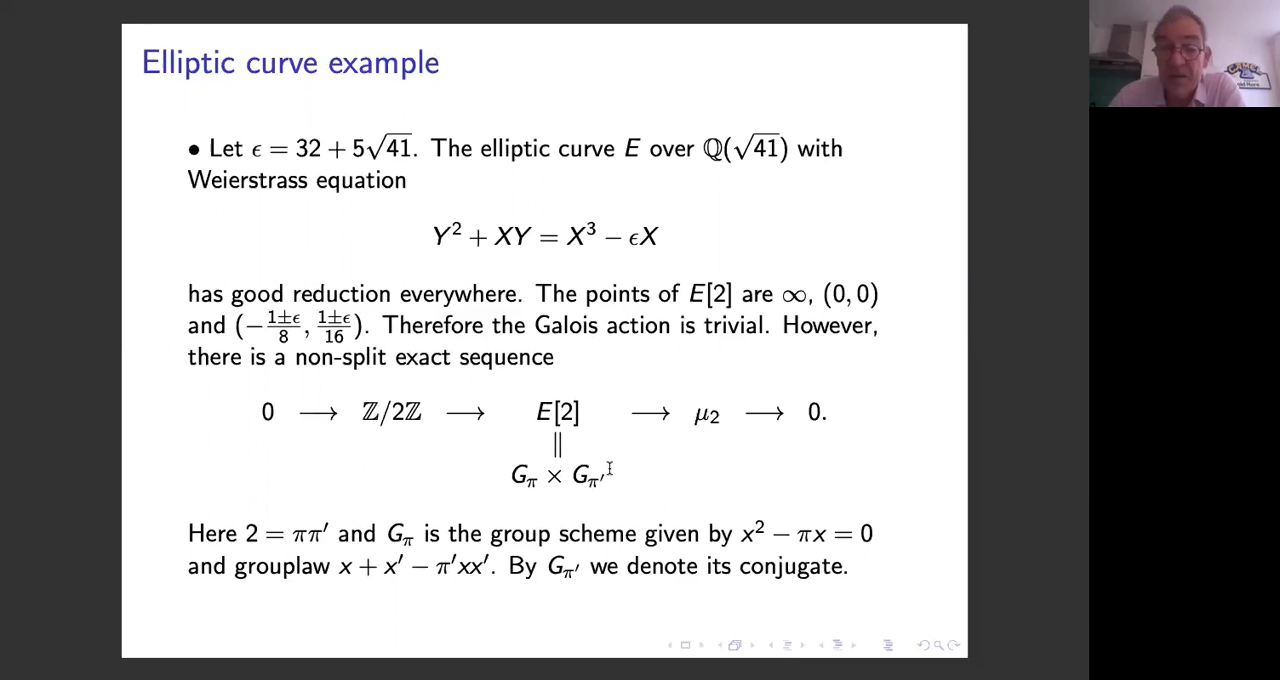 Elliptic curve example
• Let ϵ = 32 + 5√41. The elliptic curve E over ℚ(√41) with
Weierstrass equation
Y² + XY = X³ − ϵX
has good reduction everywhere. The points of E[2] are ∞, (0, 0)
and (−(1±ϵ)/8, (1±ϵ)/16). Therefore the Galois action is trivial. However,
there is a non-split exact sequence
0 ⟶ ℤ/2ℤ ⟶ E[2] ⟶ μ₂ ⟶ 0.
||
G_π × G_π′
Here 2 = ππ′ and G_π is the group scheme given by x² − πx = 0
and grouplaw x + x′ − π′xx′. By G_π′ we denote its conjugate.
CAMEL